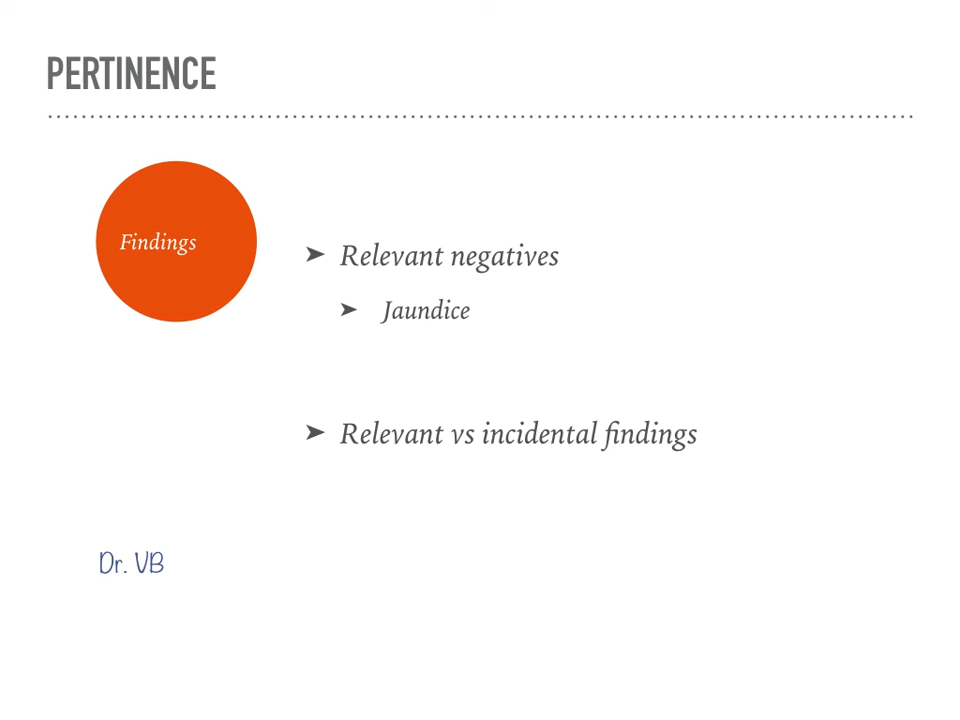 PERTINENCE
Findings
➤ Relevant negatives
➤ Jaundice
➤ Relevant vs incidental findings
Dr. VB